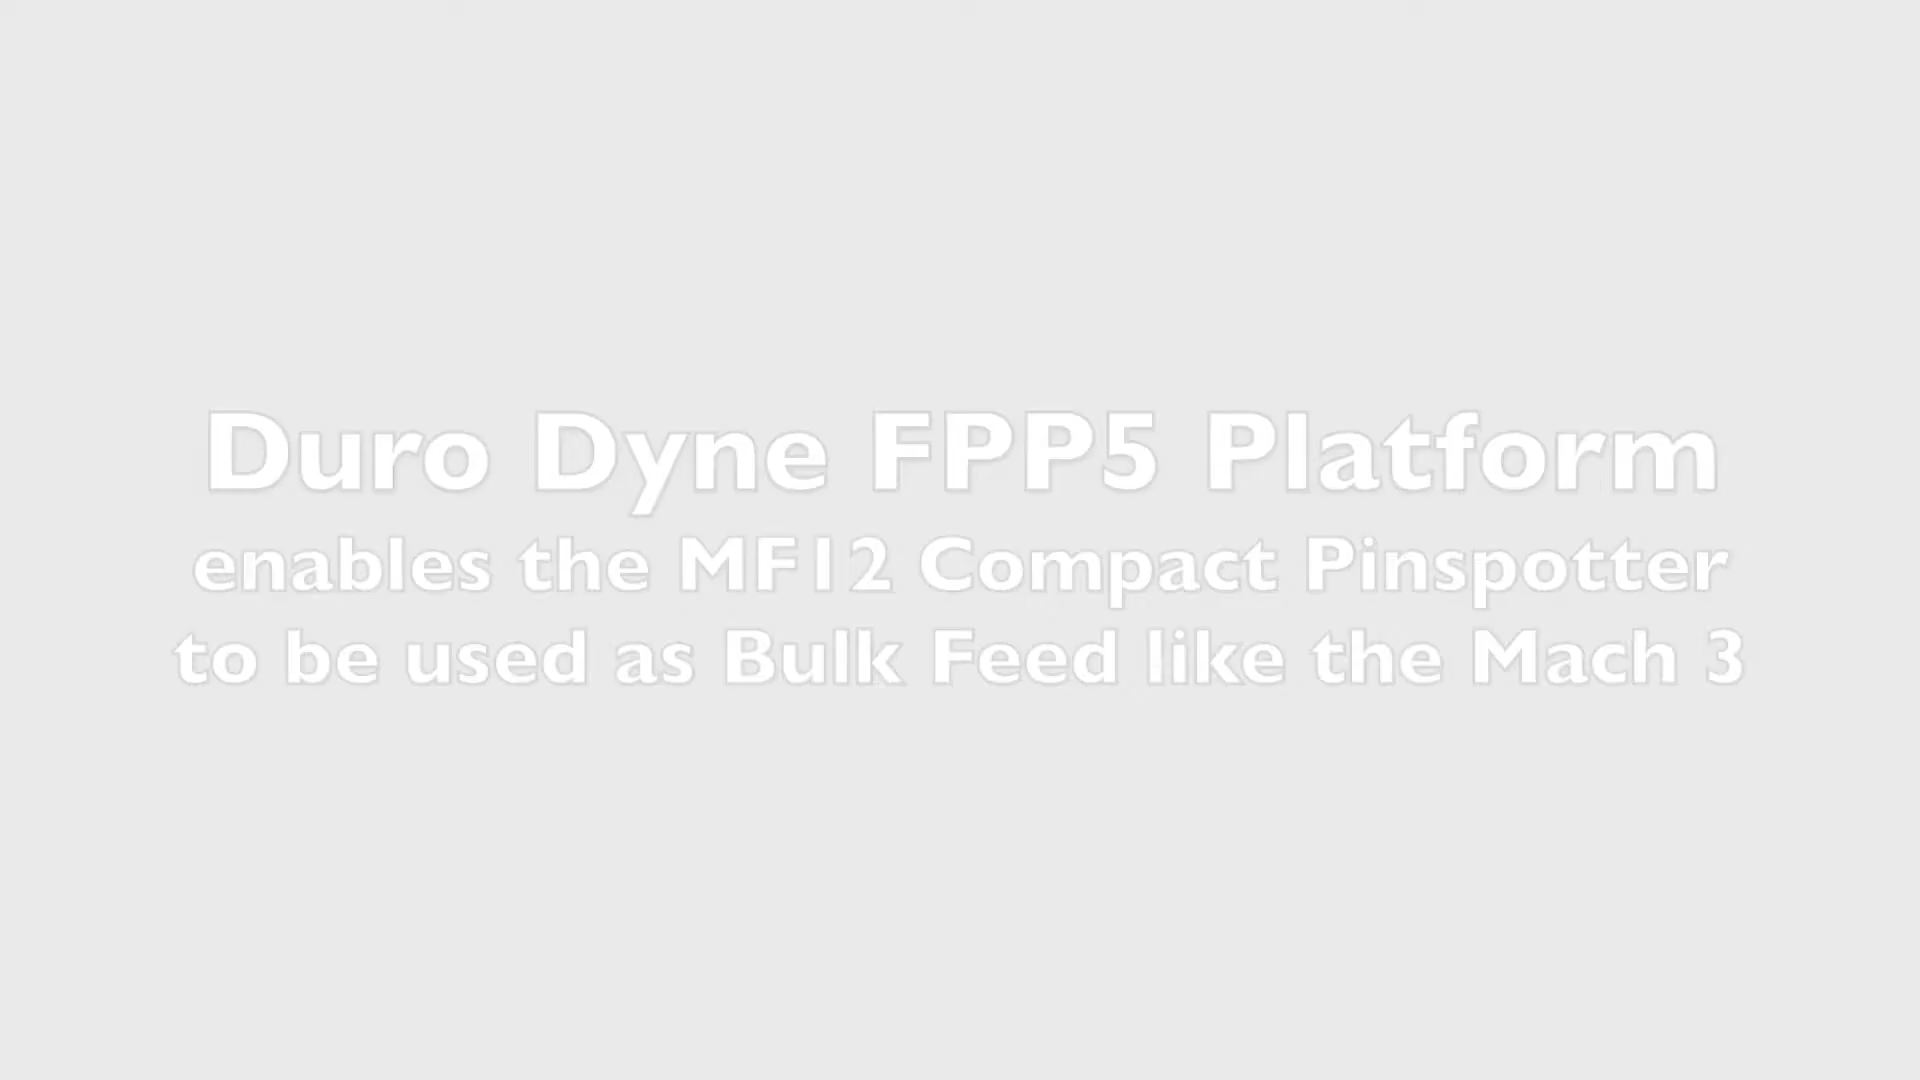 Duro Dyne FPP5 Platform
enables the MF12 Compact Pinspotter
to be used as Bulk Feed like the Mach 3